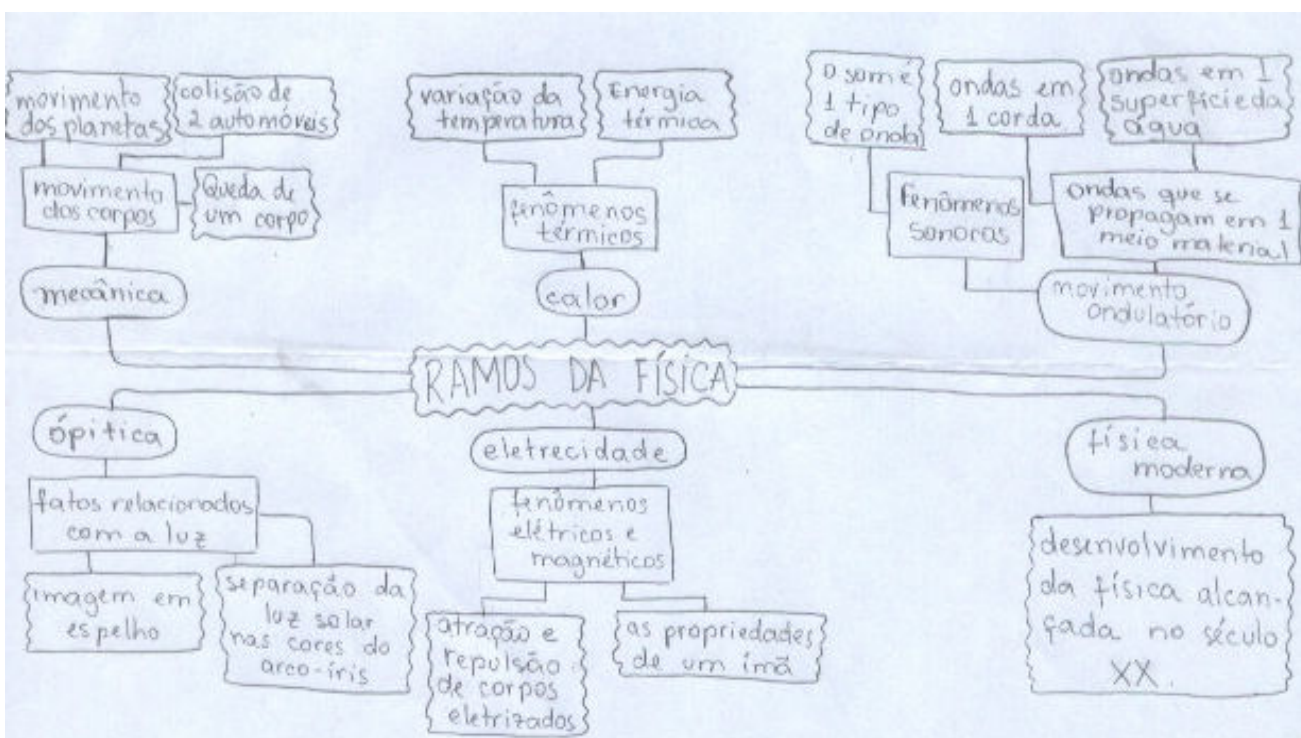 movimento
dos planetas
colisão de
2 automóveis
movimento
dos corpos
Queda de
um corpo
mecânica
variação da
temperatura
Energia
térmica
fenômenos
térmicos
calor
O som é
1 tipo
de onda
ondas em
1 corda
ondas em 1
superfície da
água
Fenômenos
sonoros
ondas que se
propagam em 1
meio material
movimento
ondulatório
RAMOS DA FÍSICA
ópitica
fatos relacionados
com a luz
imagem em
espelho
separação da
luz solar
nas cores do
arco-íris
eletrecidade
fenômenos
elétricos e
magnéticos
atração e
repulsão
de corpos
eletrizados
as propriedades
de um imã
física
moderna
desenvolvimento
da física alcan-
çada no século
XX.